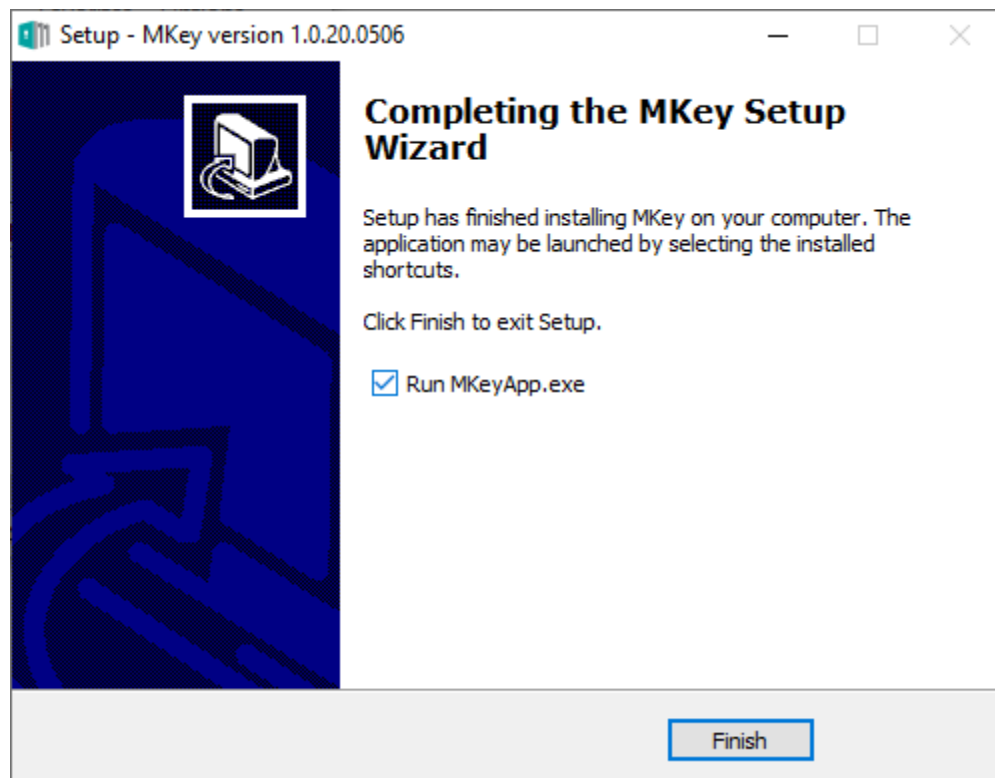 Setup - MKey version 1.0.20.0506
Completing the MKey Setup
Wizard
Setup has finished installing MKey on your computer. The
application may be launched by selecting the installed
shortcuts.
Click Finish to exit Setup.
Run MKeyApp.exe
Finish